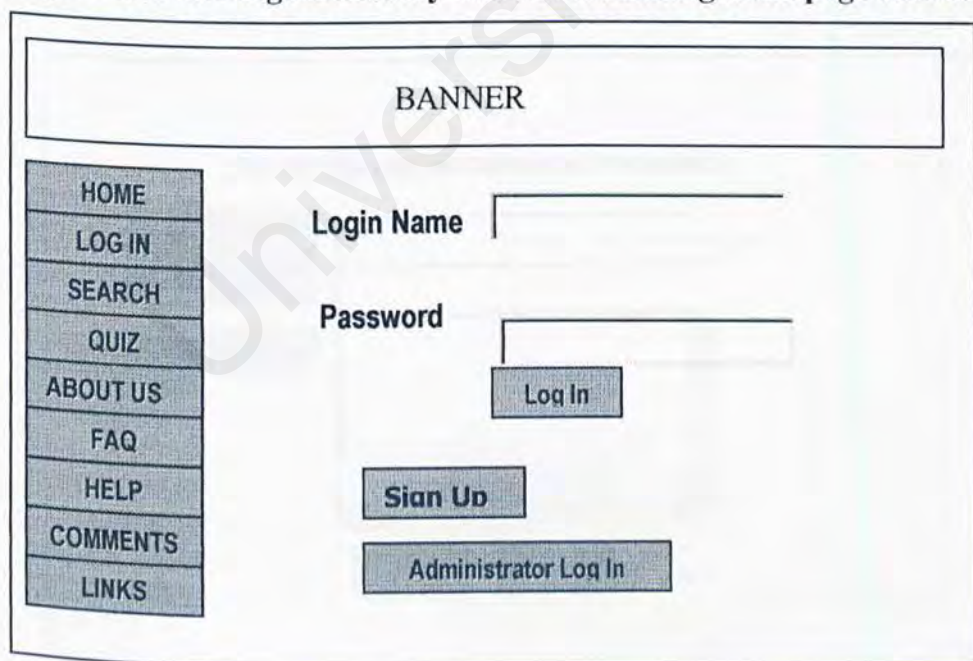 BANNER
HOME
LOG IN
SEARCH
QUIZ
ABOUT US
FAQ
HELP
COMMENTS
LINKS
Login Name
Password
Log In
Sign Up
Administrator Log In